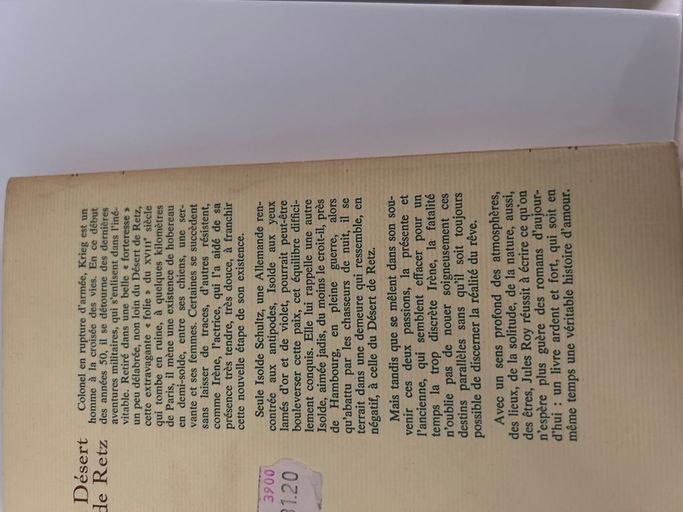 Désert
de Retz
Colonel en rupture d'armée, Krieg est un
homme à la croisée des vies. En ce début
des années 50, il se détourne des dernières
aventures militaires, qui s'enlisent dans l'iné-
vitable. Retiré dans une belle « forteresse »
un peu délabrée, non loin du Désert de Retz,
cette extravagante « folie » du XVIIIe siècle
qui tombe en ruine, à quelques kilomètres
de Paris, il mène une existence de hobereau
en demi-solde, entre ses chiens, une ser-
vante et ses femmes. Certaines se succèdent
sans laisser de traces, d'autres résistent,
comme Irène, l'actrice, qui l'a aidé de sa
présence très tendre, très douce, à franchir
cette nouvelle étape de son existence.
Seule Isolde Schultz, une Allemande ren-
contrée aux antipodes, Isolde aux yeux
lamés d'or et de violet, pourrait peut-être
bouleverser cette paix, cet équilibre diffici-
lement conquis. Elle lui rappelle une autre
Isolde, aimée jadis, du moins le croit-il, près
de Hambourg, en pleine guerre, alors
qu'abattu par les chasseurs de nuit, il se
terrait dans une demeure qui ressemble, en
négatif, à celle du Désert de Retz.
Mais tandis que se mêlent dans son sou-
venir ces deux passions, la présente et
l'ancienne, qui semblent effacer pour un
temps la trop discrète Irène, la fatalité
n'oublie pas de nouer soigneusement ces
destins parallèles sans qu'il soit toujours
possible de discerner la réalité du rêve.
Avec un sens profond des atmosphères,
des lieux, de la solitude, de la nature, aussi,
des êtres, Jules Roy réussit à écrire ce qu'on
n'espère plus guère des romans d'aujour-
d'hui : un livre ardent et fort, qui soit en
même temps une véritable histoire d'amour.
3900
31.20